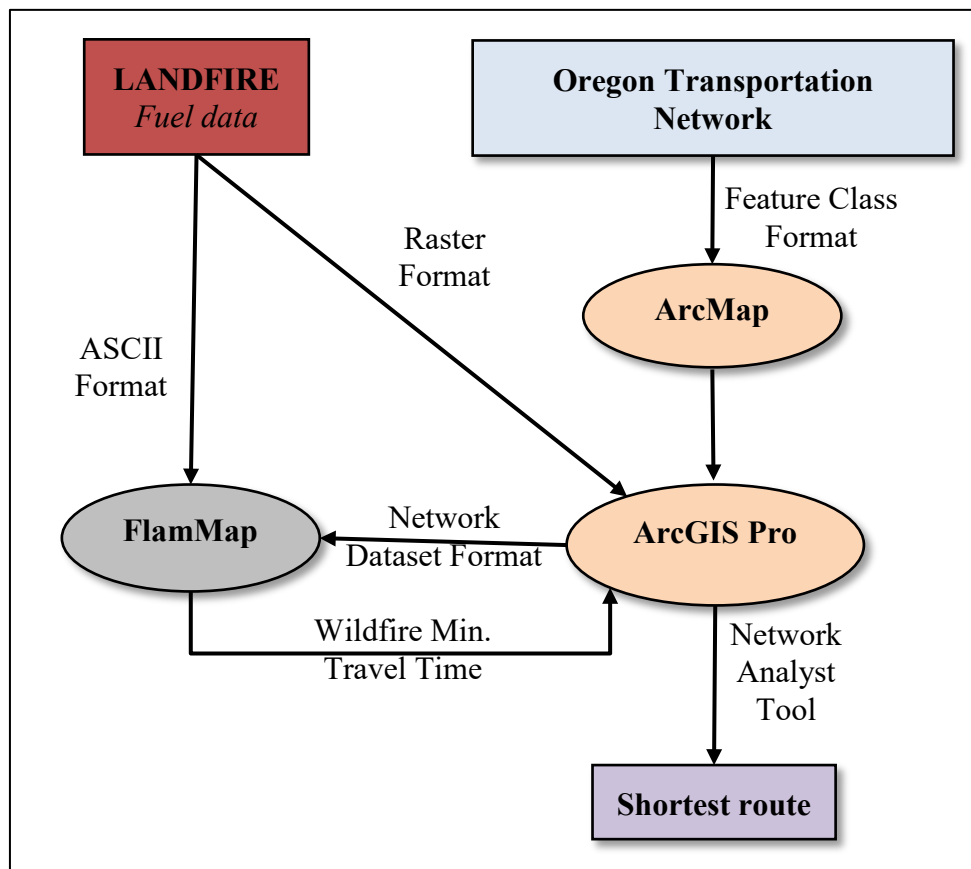 LANDFIRE
Fuel data
Oregon Transportation
Network
Feature Class
Format
Raster
Format
ArcMap
ASCII
Format
FlamMap
Network
Dataset Format
ArcGIS Pro
Wildfire Min.
Travel Time
Network
Analyst
Tool
Shortest route